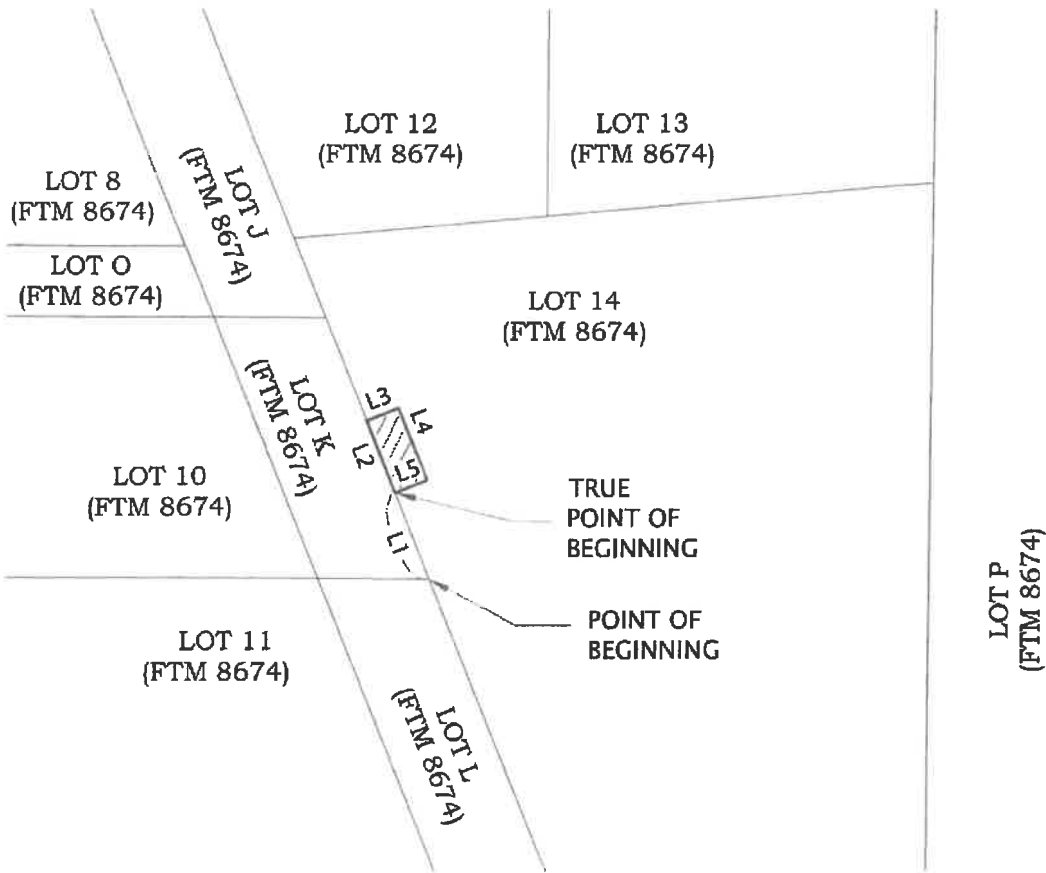 LOT 12
(FTM 8674)
LOT 13
(FTM 8674)
LOT 8
(FTM 8674)
LOT J
(FTM 8674)
LOT O
(FTM 8674)
LOT 14
(FTM 8674)
LOT K
(FTM 8674)
L3
L4
L2
L5
LOT 10
(FTM 8674)
TRUE
POINT OF
BEGINNING
L1
POINT OF
BEGINNING
LOT P
(FTM 8674)
LOT 11
(FTM 8674)
LOT L
(FTM 8674)